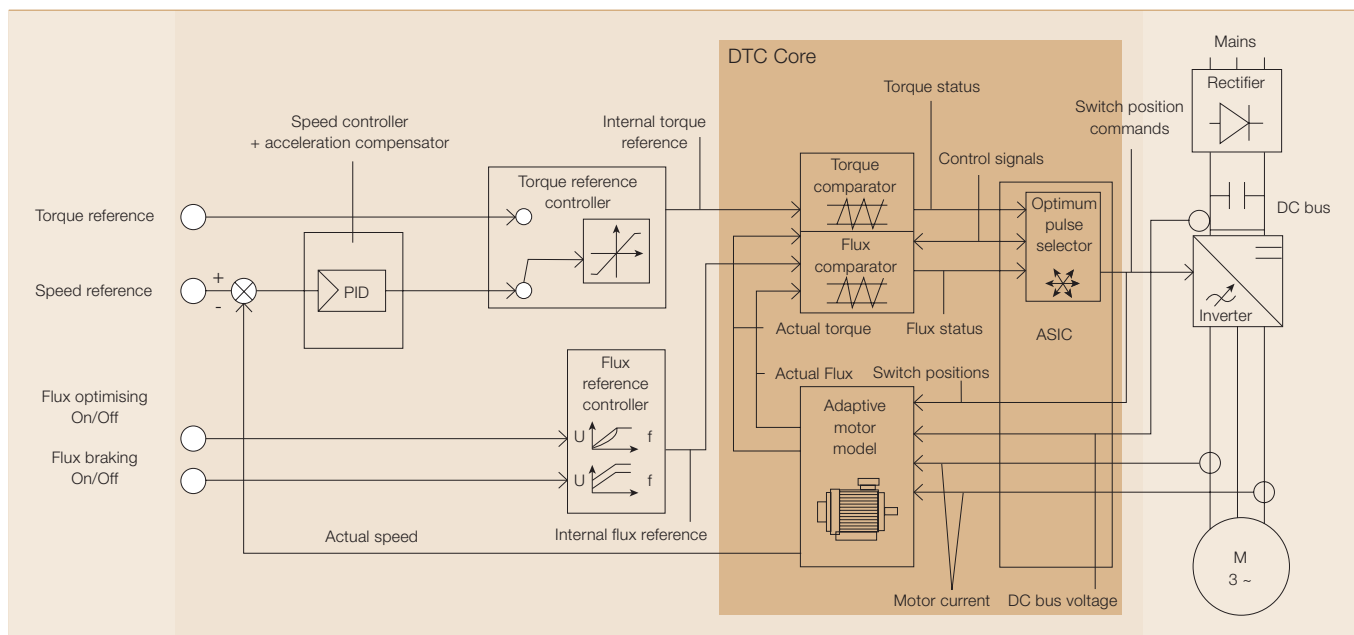 DTC Core
Mains
Rectifier
Torque status
Switch position
commands
Speed controller
+ acceleration compensator
Internal torque
reference
Control signals
Torque reference
controller
Torque
comparator
Optimum
pulse
selector
DC bus
Torque reference
Flux
comparator
+
Speed reference
-
PID
Inverter
Actual torque
Flux status
ASIC
Flux
reference
controller
Actual Flux
Switch positions
Flux optimising
On/Off
Adaptive
motor
model
U
f
Flux braking
On/Off
U
f
Actual speed
Internal flux reference
M
3 ~
Motor current
DC bus voltage